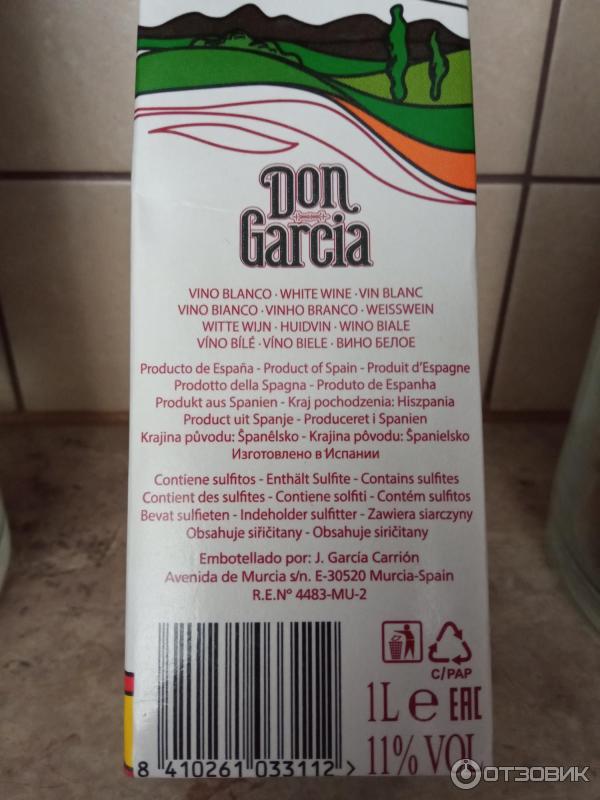 Don
Garcia
VINO BLANCO · WHITE WINE · VIN BLANC
VINO BIANCO · VINHO BRANCO · WEISSWEIN
WITTE WIJN · HUIDVIN · WINO BIALE
VÍNO BÍLÉ · VÍNO BIELE · ВИНО БЕЛОЕ
Producto de España - Product of Spain - Produit d'Espagne
Prodotto della Spagna - Produto de Espanha
Produkt aus Spanien - Kraj pochodzenia: Hiszpania
Product uit Spanje - Produceret i Spanien
Krajina pôvodu: Španělsko - Krajina pôvodu: Španielsko
Изготовлено в Испании
Contiene sulfitos - Enthält Sulfite - Contains sulfites
Contient des sulfites - Contiene solfiti - Contém sulfitos
Bevat sulfieten - Indeholder sulfitter - Zawiera siarczyny
Obsahuje siřičitany - Obsahuje siričitany
Embotellado por: J. García Carrión
Avenida de Murcia s/n. E-30520 Murcia-Spain
R.E.Nº 4483-MU-2
C/PAP
1L e EAC
11% VOL
8 410261 033112 >
ОТЗОВИК